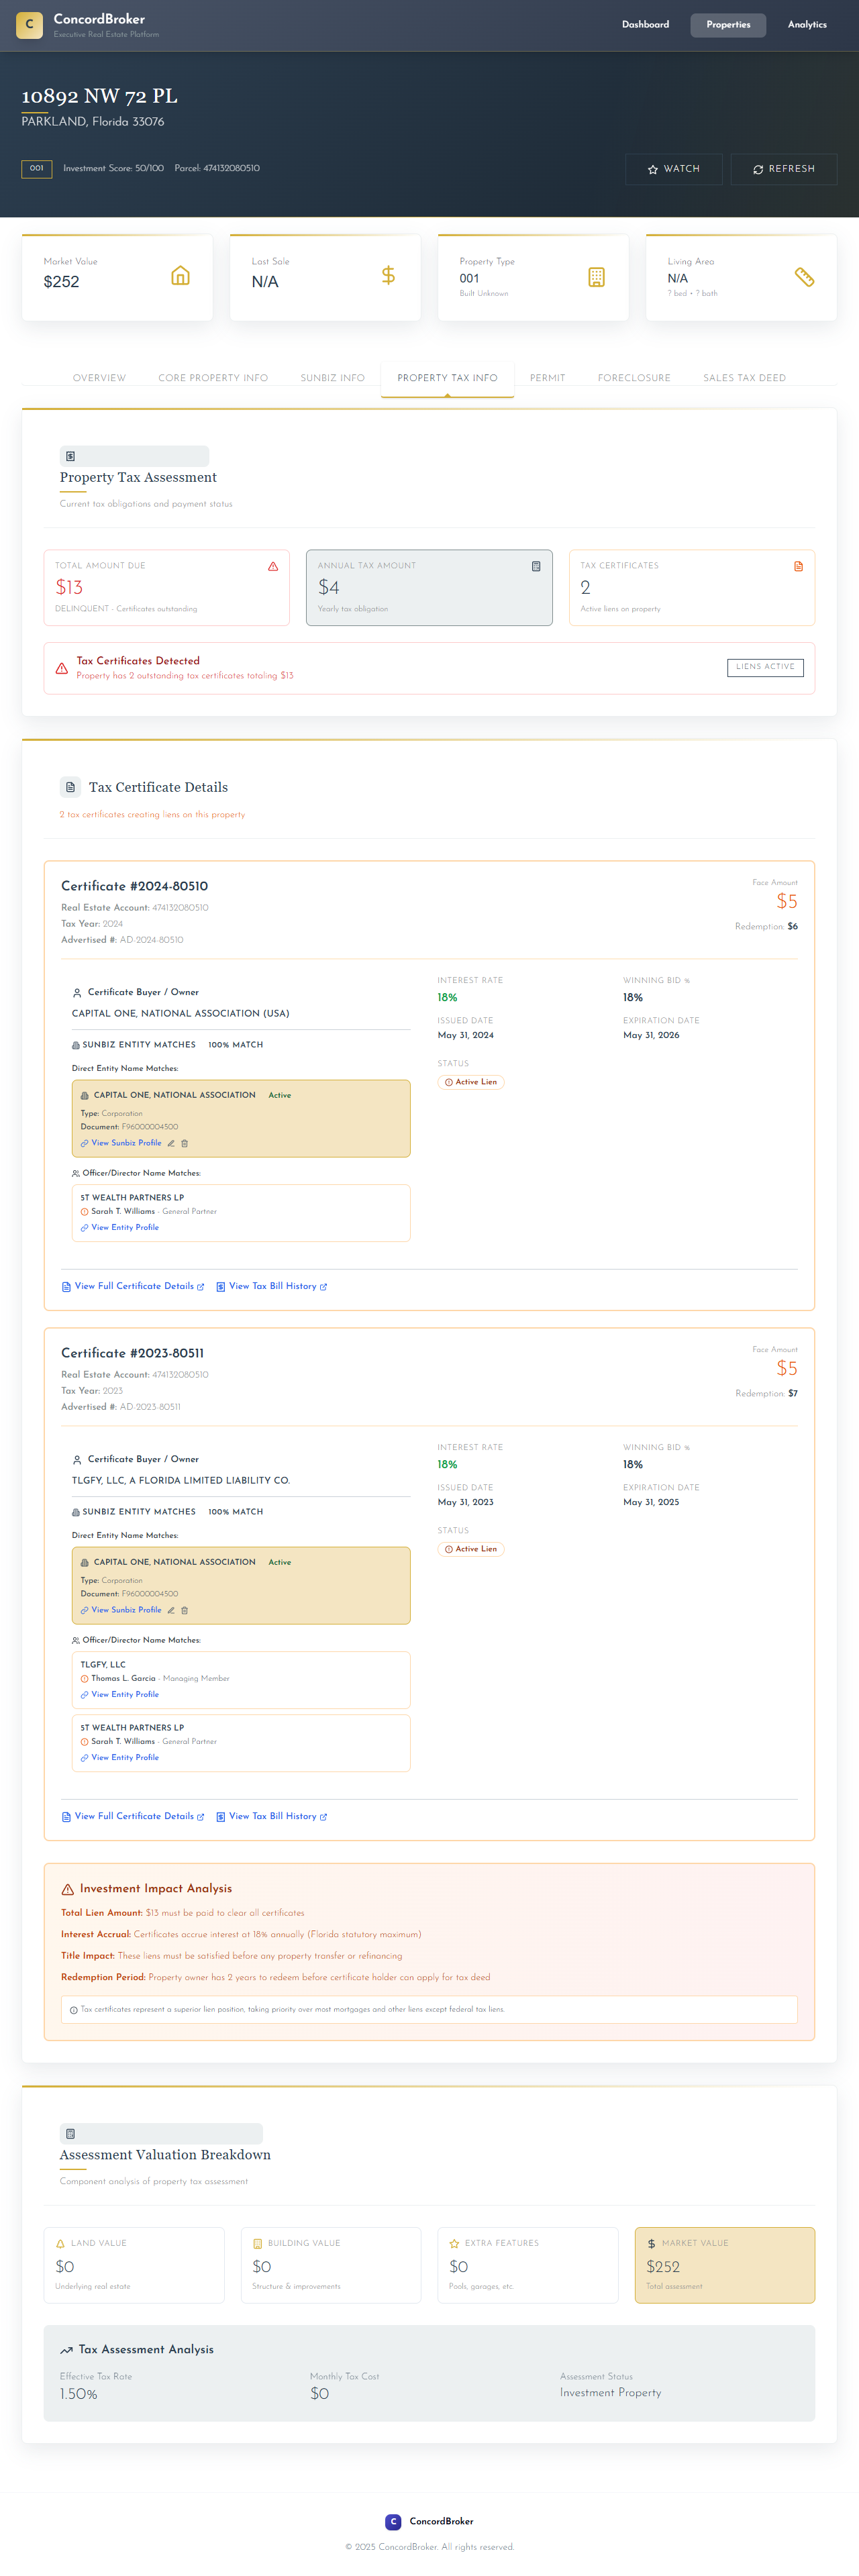 C
ConcordBroker
Executive Real Estate Platform
Dashboard
Properties
Analytics
10892 NW 72 PL
PARKLAND, Florida 33076
001
Investment Score: 50/100
Parcel: 474132080510
WATCH
REFRESH
Market Value
$252
Last Sale
N/A
Property Type
001
Built Unknown
Living Area
N/A
? bed • ? bath
OVERVIEW
CORE PROPERTY INFO
SUNBIZ INFO
PROPERTY TAX INFO
PERMIT
FORECLOSURE
SALES TAX DEED
Property Tax Assessment
Current tax obligations and payment status
TOTAL AMOUNT DUE
$13
DELINQUENT - Certificates outstanding
ANNUAL TAX AMOUNT
$4
Yearly tax obligation
TAX CERTIFICATES
2
Active liens on property
Tax Certificates Detected
Property has 2 outstanding tax certificates totaling $13
LIENS ACTIVE
Tax Certificate Details
2 tax certificates creating liens on this property
Certificate #2024-80510
Real Estate Account: 474132080510
Tax Year: 2024
Advertised #: AD-2024-80510
Face Amount
$5
Redemption: $6
Certificate Buyer / Owner
CAPITAL ONE, NATIONAL ASSOCIATION (USA)
SUNBIZ ENTITY MATCHES
100% MATCH
Direct Entity Name Matches:
CAPITAL ONE, NATIONAL ASSOCIATION
Active
Type: Corporation
Document: F96000004500
View Sunbiz Profile
Officer/Director Name Matches:
5T WEALTH PARTNERS LP
Sarah T. Williams - General Partner
View Entity Profile
INTEREST RATE
18%
WINNING BID %
18%
ISSUED DATE
May 31, 2024
EXPIRATION DATE
May 31, 2026
STATUS
Active Lien
View Full Certificate Details
View Tax Bill History
Certificate #2023-80511
Real Estate Account: 474132080510
Tax Year: 2023
Advertised #: AD-2023-80511
Face Amount
$5
Redemption: $7
Certificate Buyer / Owner
TLGFY, LLC, A FLORIDA LIMITED LIABILITY CO.
SUNBIZ ENTITY MATCHES
100% MATCH
Direct Entity Name Matches:
CAPITAL ONE, NATIONAL ASSOCIATION
Active
Type: Corporation
Document: F96000004500
View Sunbiz Profile
Officer/Director Name Matches:
TLGFY, LLC
Thomas L. Garcia - Managing Member
View Entity Profile
5T WEALTH PARTNERS LP
Sarah T. Williams - General Partner
View Entity Profile
INTEREST RATE
18%
WINNING BID %
18%
ISSUED DATE
May 31, 2023
EXPIRATION DATE
May 31, 2025
STATUS
Active Lien
View Full Certificate Details
View Tax Bill History
Investment Impact Analysis
Total Lien Amount: $13 must be paid to clear all certificates
Interest Accrual: Certificates accrue interest at 18% annually (Florida statutory maximum)
Title Impact: These liens must be satisfied before any property transfer or refinancing
Redemption Period: Property owner has 2 years to redeem before certificate holder can apply for tax deed
Tax certificates represent a superior lien position, taking priority over most mortgages and other liens except federal tax liens.
Assessment Valuation Breakdown
Component analysis of property tax assessment
LAND VALUE
$0
Underlying real estate
BUILDING VALUE
$0
Structure & improvements
EXTRA FEATURES
$0
Pools, garages, etc.
MARKET VALUE
$252
Total assessment
Tax Assessment Analysis
Effective Tax Rate
1.50%
Monthly Tax Cost
$0
Assessment Status
Investment Property
C
ConcordBroker
© 2025 ConcordBroker. All rights reserved.